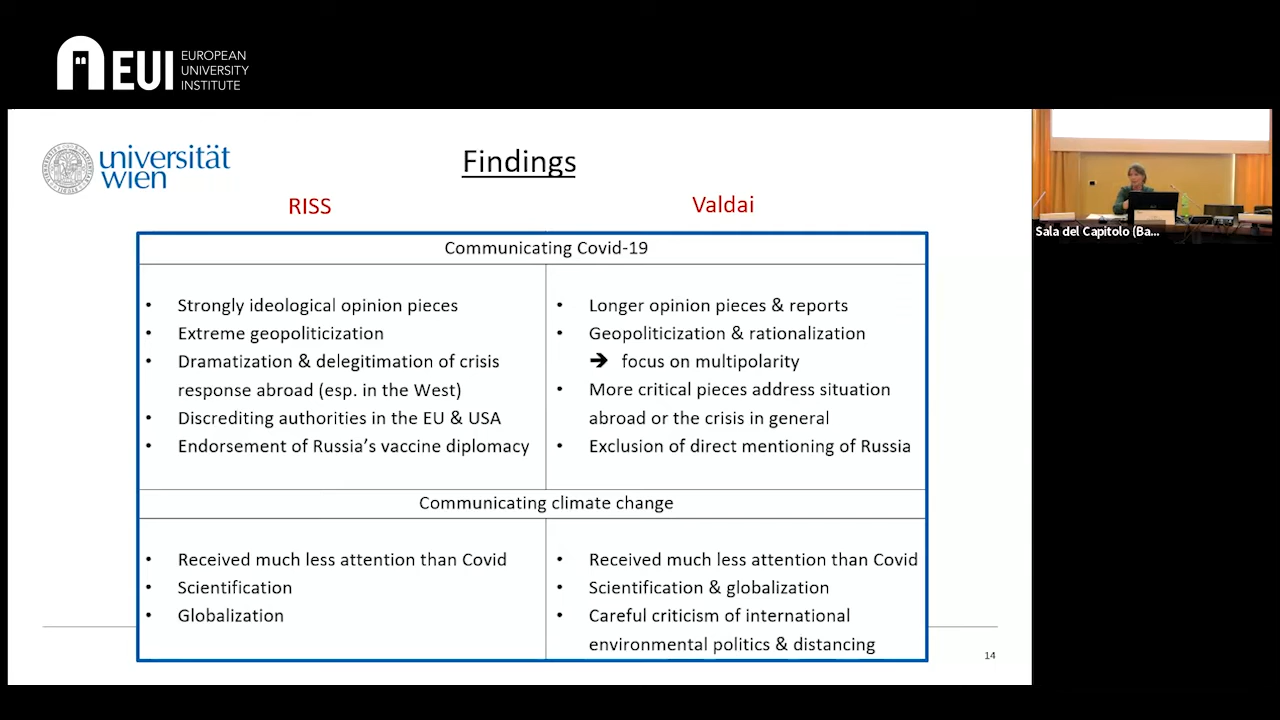 EUI
EUROPEAN
UNIVERSITY
INSTITUTE
universität
wien
Findings
RISS
Valdai
Communicating Covid-19
• Strongly ideological opinion pieces
• Extreme geopoliticization
• Dramatization & delegitimation of crisis
response abroad (esp. in the West)
• Discrediting authorities in the EU & USA
• Endorsement of Russia's vaccine diplomacy
• Longer opinion pieces & reports
• Geopoliticization & rationalization
➔ focus on multipolarity
• More critical pieces address situation
abroad or the crisis in general
• Exclusion of direct mentioning of Russia
Communicating climate change
• Received much less attention than Covid
• Scientification
• Globalization
• Received much less attention than Covid
• Scientification & globalization
• Careful criticism of international
environmental politics & distancing
14
Sala del Capitolo (Ba...